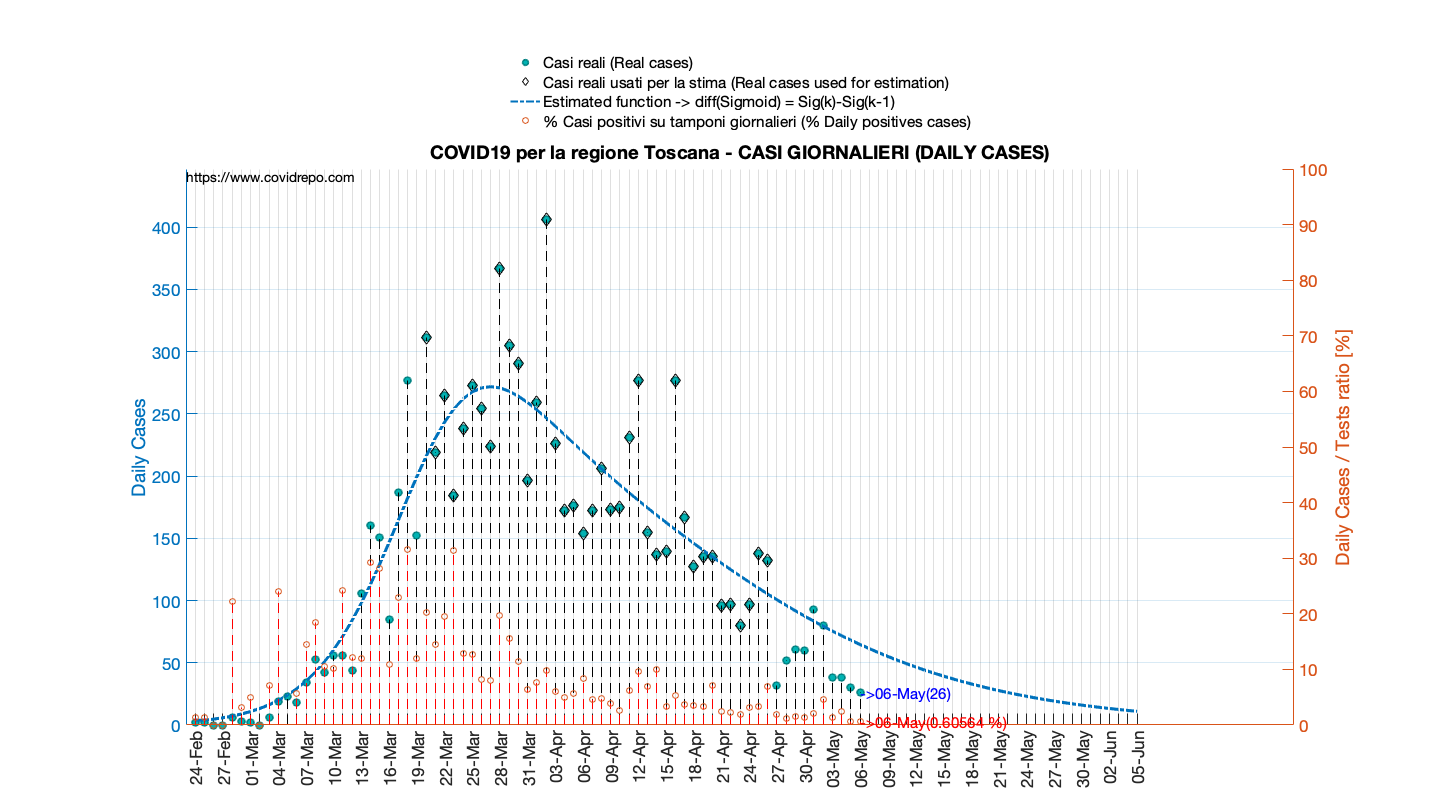 Casi reali (Real cases)
Casi reali usati per la stima (Real cases used for estimation)
Estimated function -> diff(Sigmoid) = Sig(k)-Sig(k-1)
% Casi positivi su tamponi giornalieri (% Daily positives cases)
COVID19 per la regione Toscana - CASI GIORNALIERI (DAILY CASES)
https://www.covidrepo.com
Daily Cases
400
350
300
250
200
150
100
50
0
100
90
80
70
60
50
40
30
20
10
0
Daily Cases / Tests ratio [%]
->06-May(26)
->06-May(0.60564 %)
24-Feb
27-Feb
01-Mar
04-Mar
07-Mar
10-Mar
13-Mar
16-Mar
19-Mar
22-Mar
25-Mar
28-Mar
31-Mar
03-Apr
06-Apr
09-Apr
12-Apr
15-Apr
18-Apr
21-Apr
24-Apr
27-Apr
30-Apr
03-May
06-May
09-May
12-May
15-May
18-May
21-May
24-May
27-May
30-May
02-Jun
05-Jun